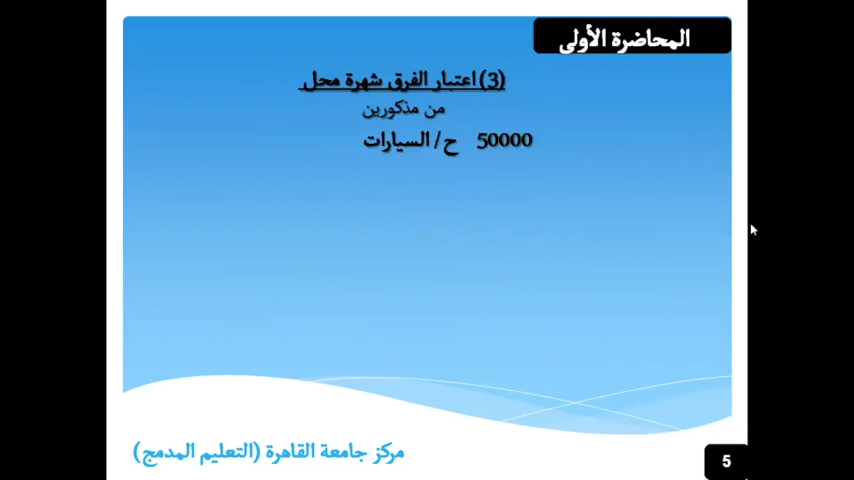 المحاضرة الأولى
(3) اعتبار الفرق شهرة محل
من مذكورين
50000 ح/ السيارات
مركز جامعة القاهرة (التعليم المدمج)
5